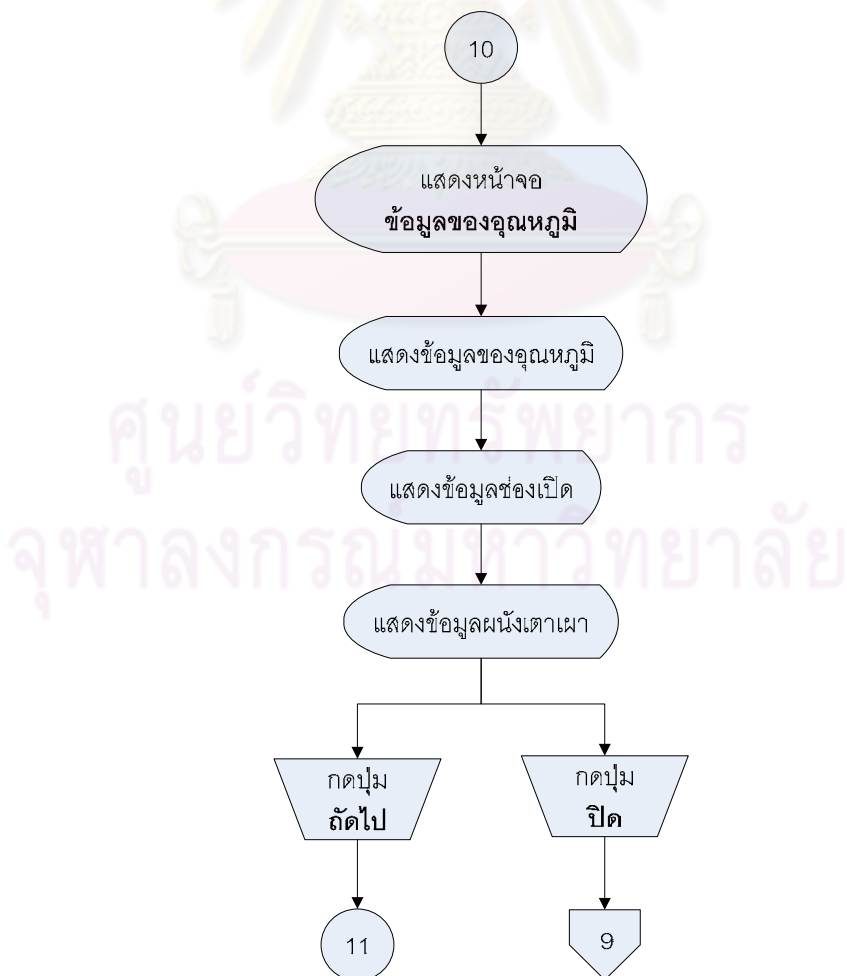 10
แสดงหน้าจอ
ข้อมูลของอุณหภูมิ
แสดงข้อมูลของอุณหภูมิ
แสดงข้อมูลช่องเปิด
ศูนย์วิทยทรัพยากร
จุฬาลงกรณ์มหาวิทยาลัย
แสดงข้อมูลผนังเตาเผา
กดปุ่ม
ถัดไป
กดปุ่ม
ปิด
11
9